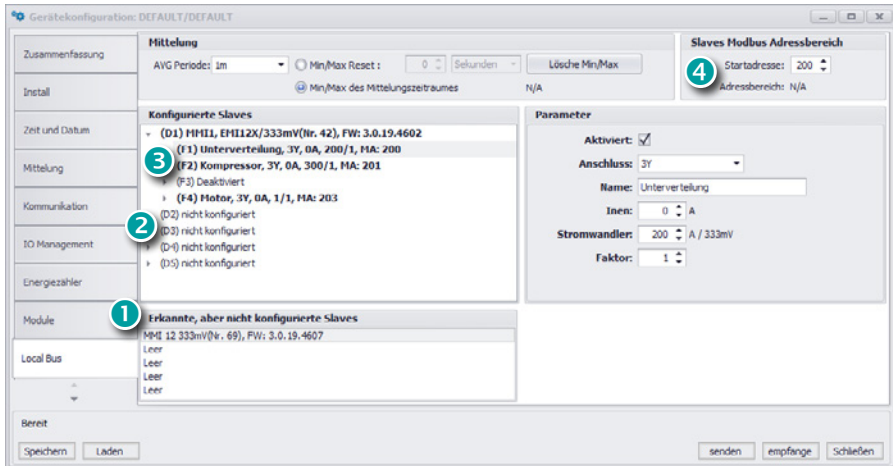 Gerätekonfiguration: DEFAULT/DEFAULT
Zusammenfassung
Install
Zeit und Datum
Mittelung
Kommunikation
IO Management
Energiezähler
Module
Local Bus
Mittelung
AVG Periode: 1m
Min/Max Reset :
0
Sekunden
Lösche Min/Max
Min/Max des Mittelungszeitraumes
N/A
Slaves Modbus Adressbereich
4
Startadresse: 200
Adressbereich: N/A
Konfigurierte Slaves
(D1) MMI1, EMI12X/333mV(Nr. 42), FW: 3.0.19.4602
(F1) Unterverteilung, 3Y, 0A, 200/1, MA: 200
3
(F2) Kompressor, 3Y, 0A, 300/1, MA: 201
(F3) Deaktiviert
(F4) Motor, 3Y, 0A, 1/1, MA: 203
(D2) nicht konfiguriert
2
(D3) nicht konfiguriert
(D4) nicht konfiguriert
(D5) nicht konfiguriert
Parameter
Aktiviert:
Anschluss: 3Y
Name: Unterverteilung
Inen: 0 A
Stromwandler: 200 A / 333mV
Faktor: 1
1
Erkannte, aber nicht konfigurierte Slaves
MMI 12 333mV(Nr. 69), FW: 3.0.19.4607
Leer
Leer
Leer
Leer
Bereit
Speichern
Laden
senden
empfange
Schließen